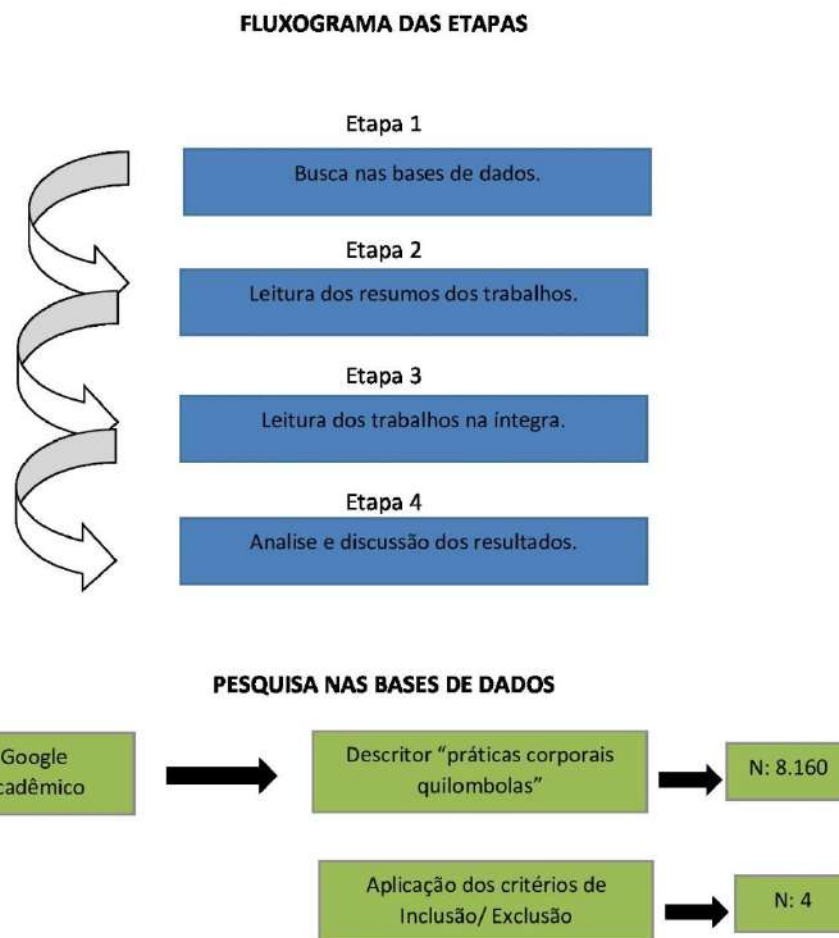 FLUXOGRAMA DAS ETAPAS
Etapa 1
Busca nas bases de dados.
Etapa 2
Leitura dos resumos dos trabalhos.
Etapa 3
Leitura dos trabalhos na íntegra.
Etapa 4
Analise e discussão dos resultados.
PESQUISA NAS BASES DE DADOS
Google
cadêmico
Descritor “práticas corporais
quilombolas”
N: 8.160
Aplicação dos critérios de
Inclusão/ Exclusão
N: 4